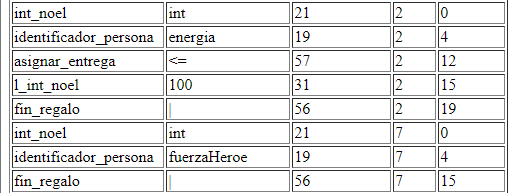 int_noel int 21 2 0
identificador_persona energia 19 2 4
asignar_entrega <= 57 2 12
l_int_noel 100 31 2 15
fin_regalo | 56 2 19
int_noel int 21 7 0
identificador_persona fuerzaHeroe 19 7 4
fin_regalo | 56 7 15